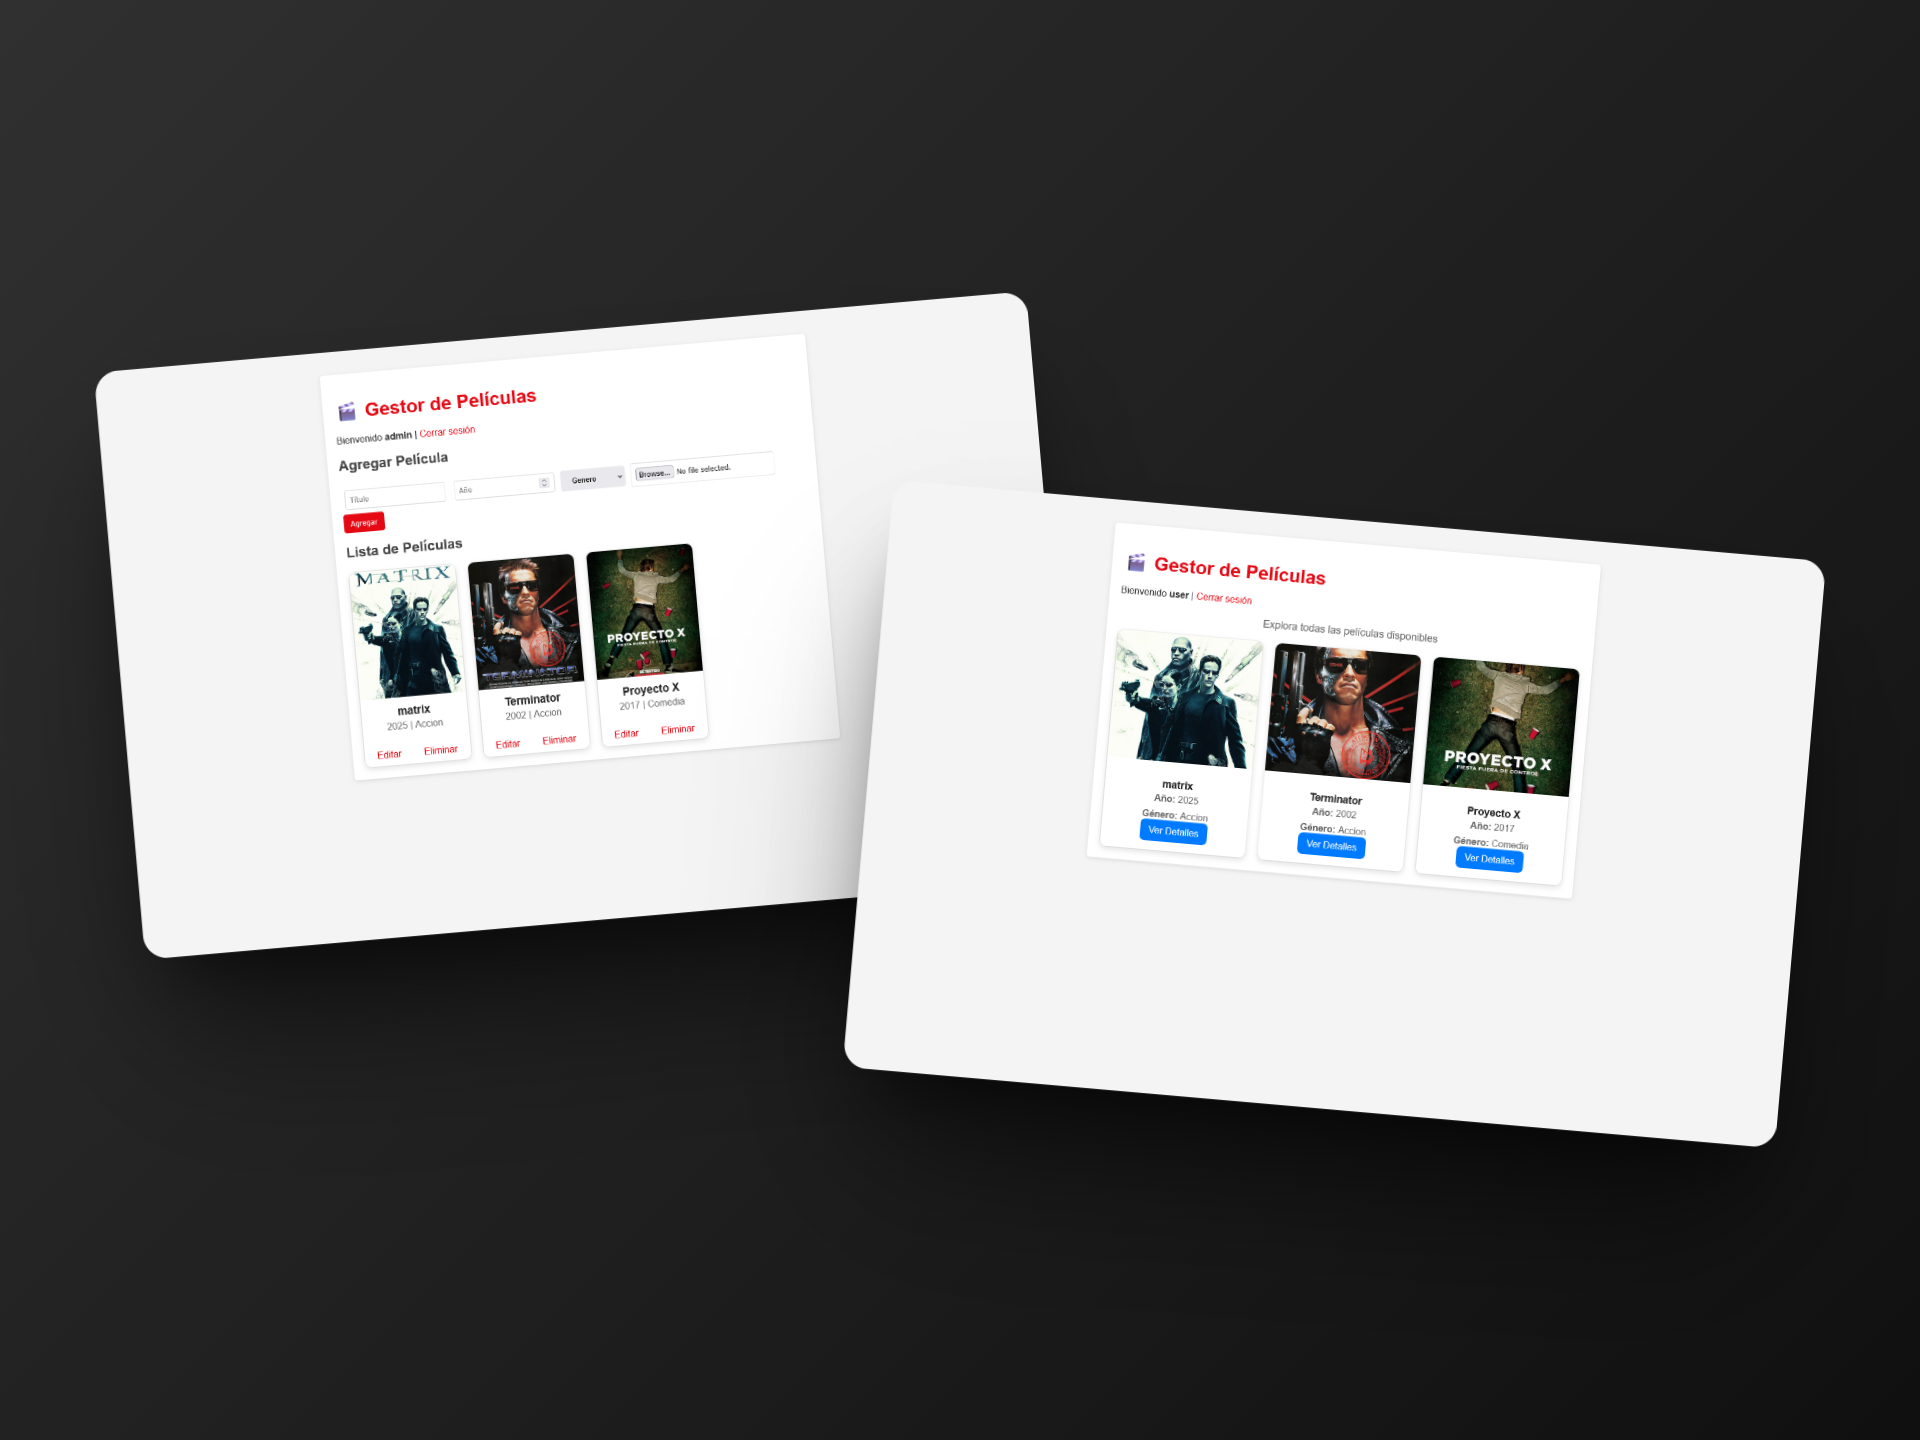 Gestor de Películas
Bienvenido admin | Cerrar sesión
Agregar Película
Título
Año
Genero
Browse... No file selected.
Agregar
Lista de Películas
MATRIX
TERMINATOR
PROYECTO X
FIESTA FUERA DE CONTROL
matrix
2025 | Accion
Editar Eliminar
Terminator
2002 | Accion
Editar Eliminar
Proyecto X
2017 | Comedia
Editar Eliminar
Gestor de Películas
Bienvenido user | Cerrar sesión
Explora todas las películas disponibles
PROYECTO X
FIESTA FUERA DE CONTROL
matrix
Año: 2025
Género: Accion
Ver Detalles
Terminator
Año: 2002
Género: Accion
Ver Detalles
Proyecto X
Año: 2017
Género: Comedia
Ver Detalles